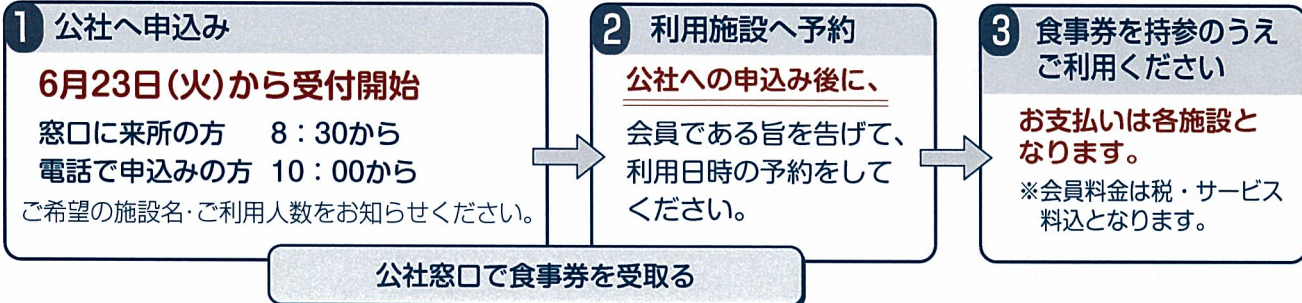 1 公社へ申込み
6月23日(火)から受付開始
窓口に来所の方 8:30から
電話で申込みの方 10:00から
ご希望の施設名・ご利用人数をお知らせください。
2 利用施設へ予約
公社への申込み後に、
会員である旨を告げて、
利用日時の予約をして
ください。
公社窓口で食事券を受取る
3 食事券を持参のうえ
ご利用ください
お支払いは各施設と
なります。
※会員料金は税・サービス
料込となります。